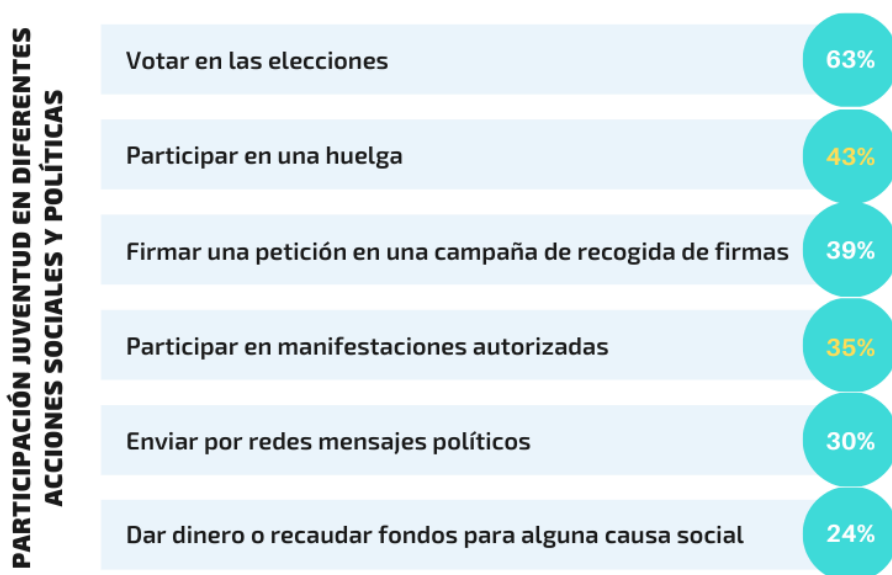 PARTICIPACIÓN JUVENTUD EN DIFERENTES
ACCIONES SOCIALES Y POLÍTICAS
Votar en las elecciones 63%
Participar en una huelga 43%
Firmar una petición en una campaña de recogida de firmas 39%
Participar en manifestaciones autorizadas 35%
Enviar por redes mensajes políticos 30%
Dar dinero o recaudar fondos para alguna causa social 24%